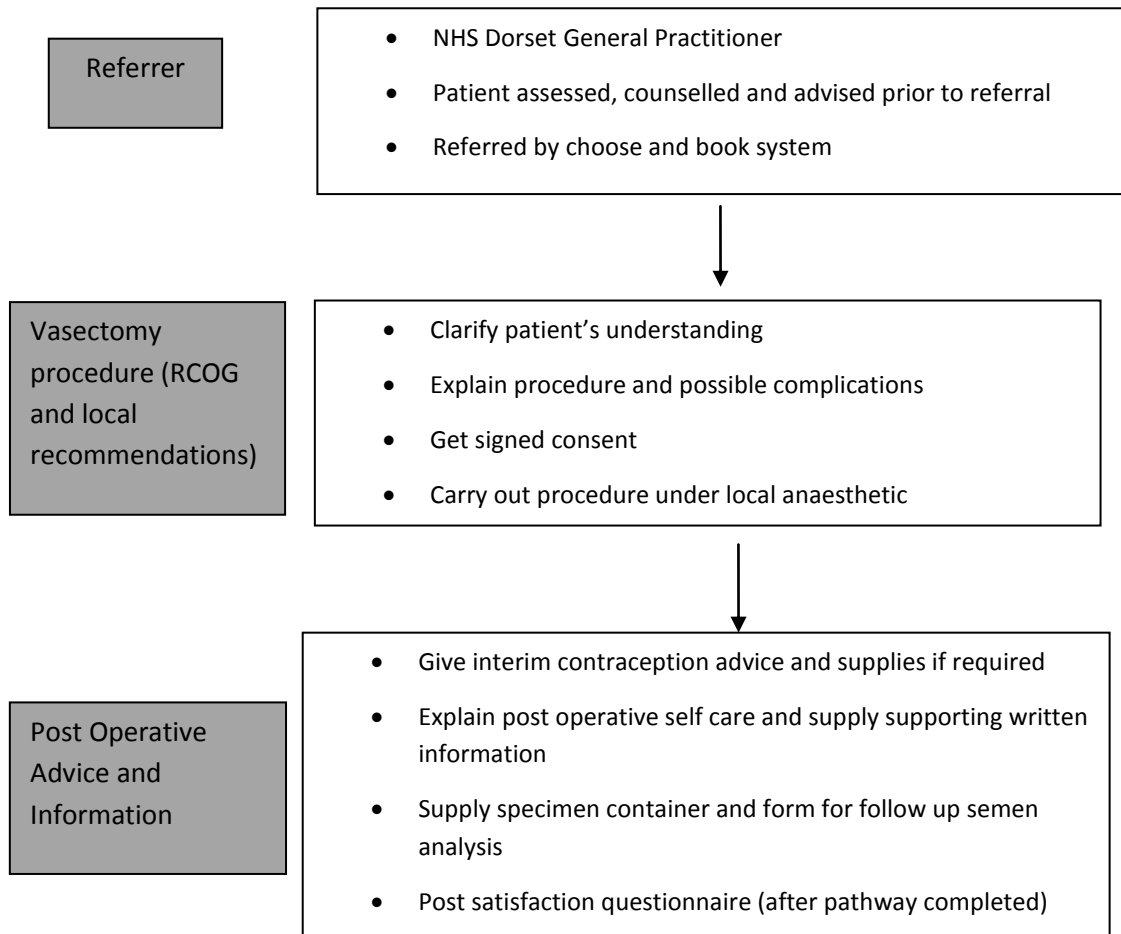 Referrer
• NHS Dorset General Practitioner
• Patient assessed, counselled and advised prior to referral
• Referred by choose and book system
Vasectomy
procedure (RCOG
and local
recommendations)
• Clarify patient’s understanding
• Explain procedure and possible complications
• Get signed consent
• Carry out procedure under local anaesthetic
Post Operative
Advice and
Information
• Give interim contraception advice and supplies if required
• Explain post operative self care and supply supporting written
information
• Supply specimen container and form for follow up semen
analysis
• Post satisfaction questionnaire (after pathway completed)